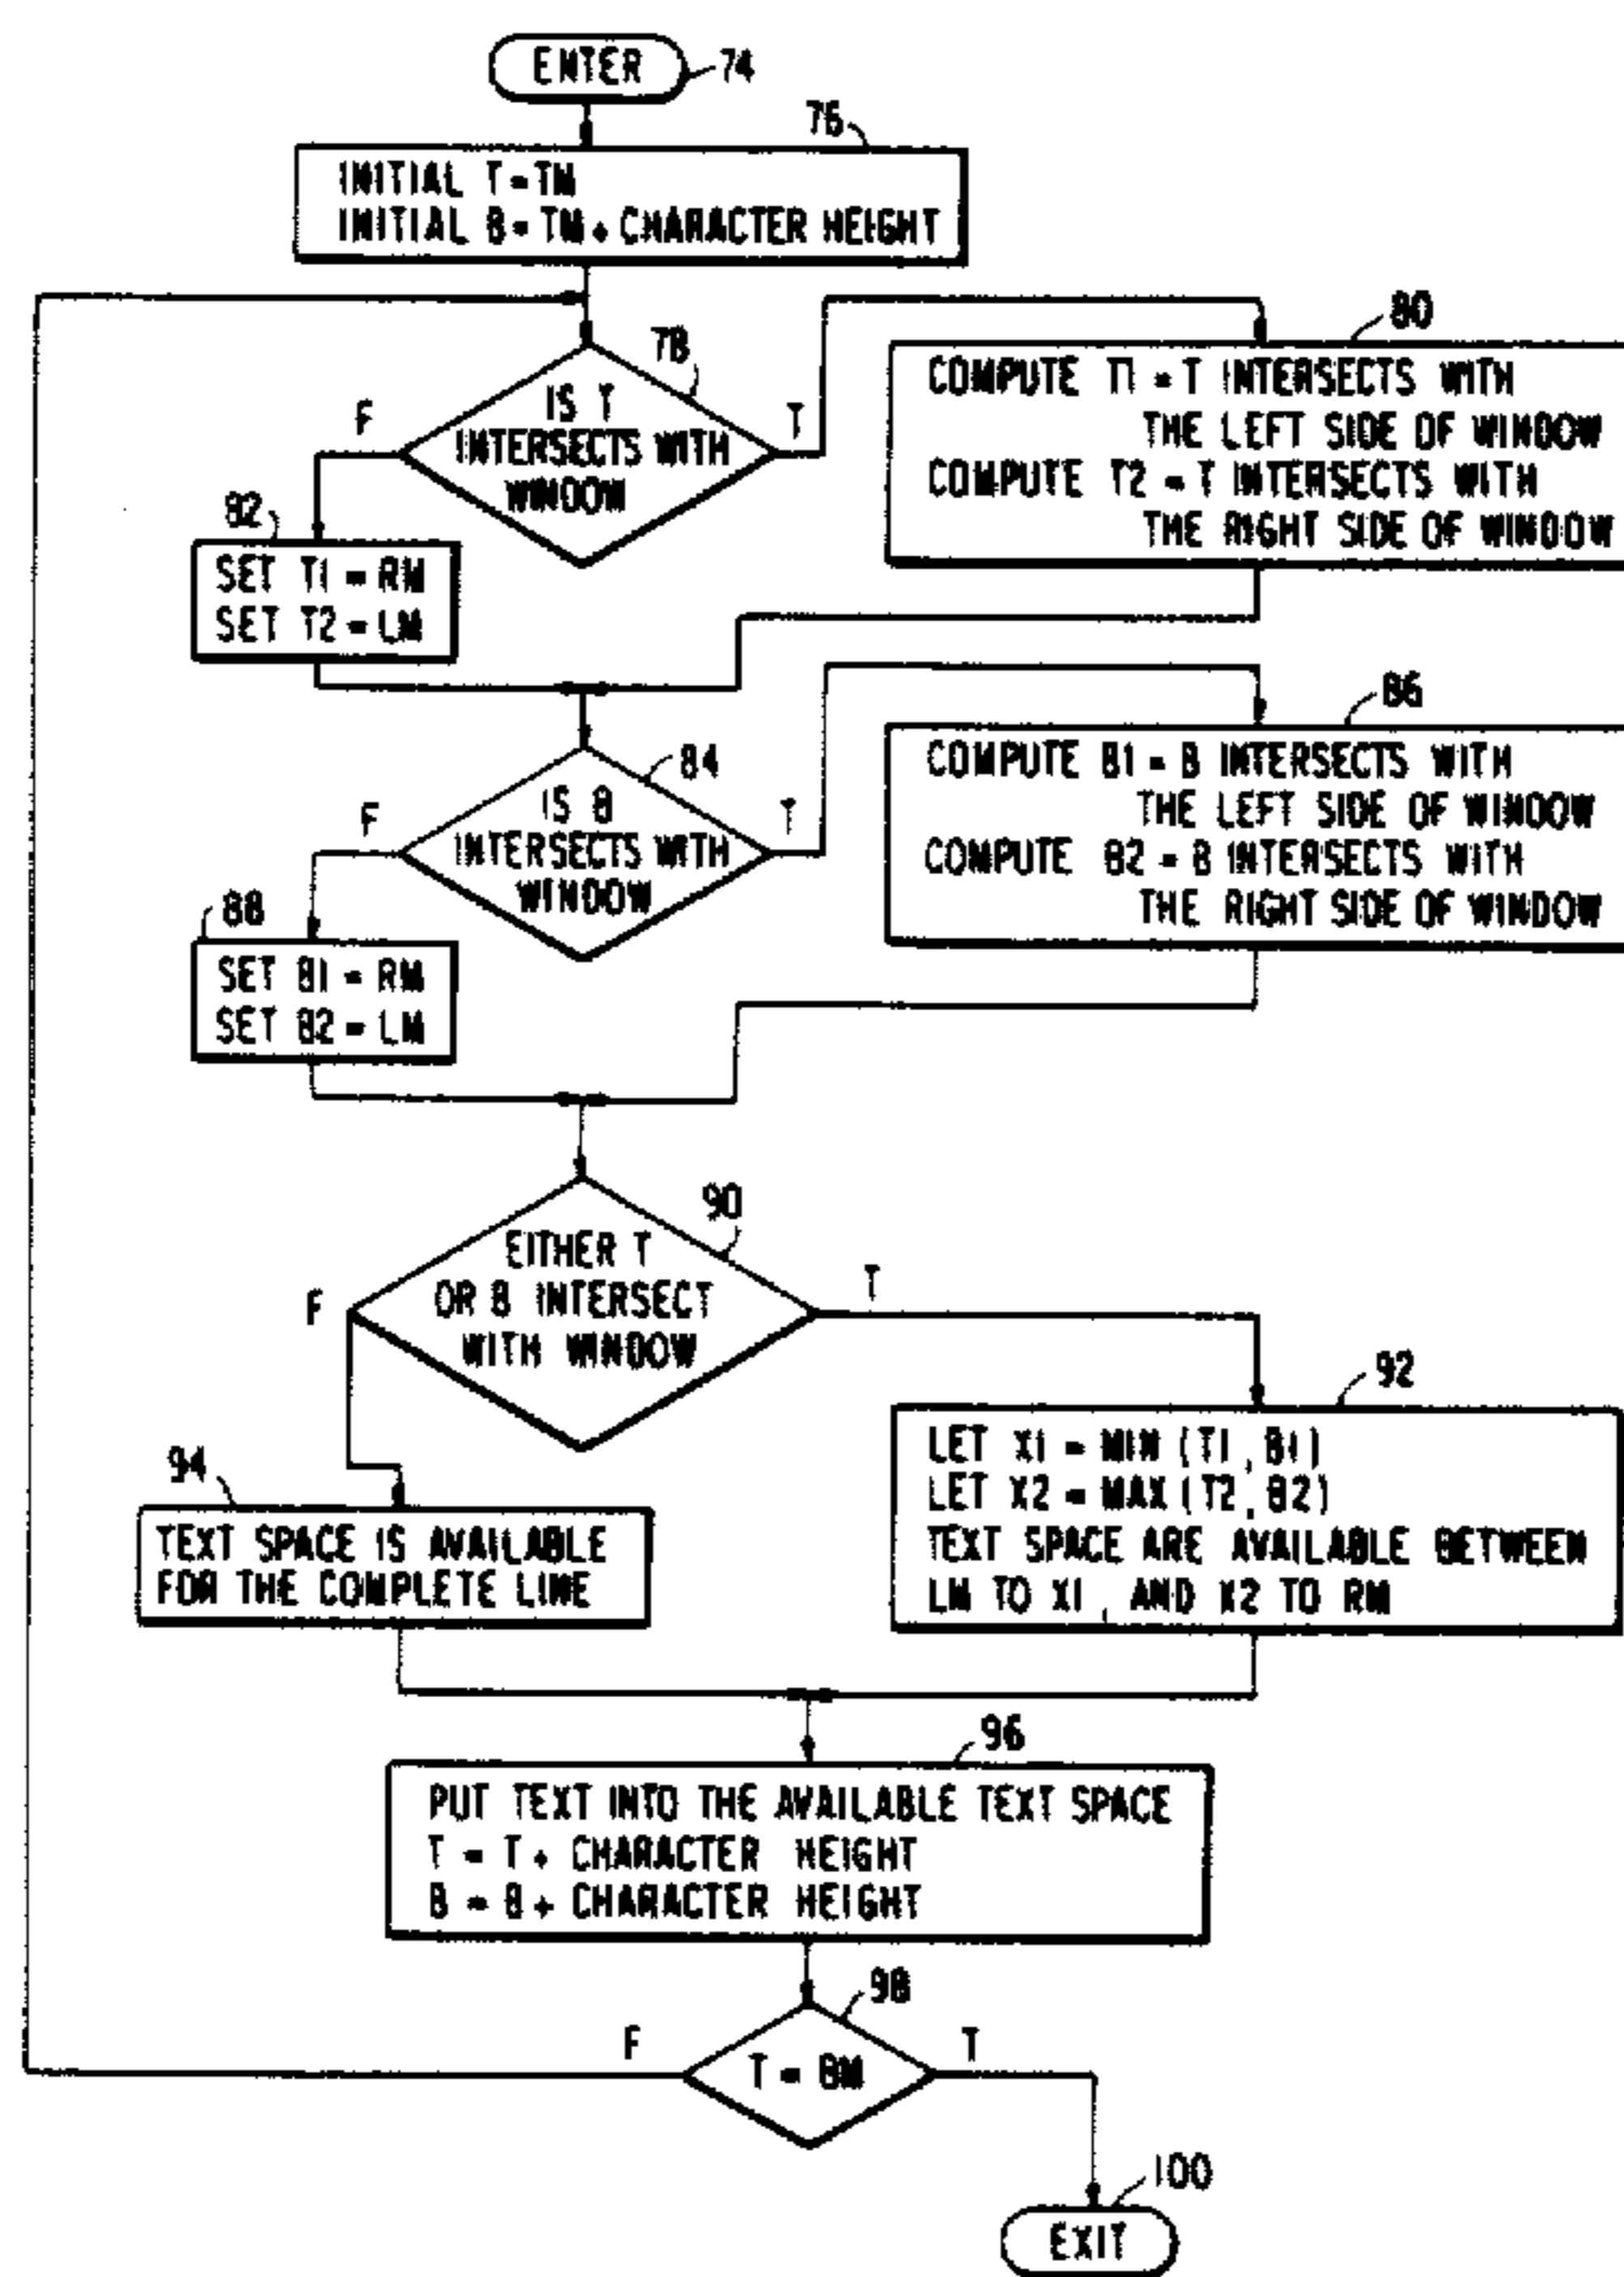 ENTER
74
76
INITIAL T = TM
INITIAL B = TM + CHARACTER HEIGHT
78
IS T
INTERSECTS WITH
WINDOW
F
T
80
COMPUTE T1 = T INTERSECTS WITH
THE LEFT SIDE OF WINDOW
COMPUTE T2 = T INTERSECTS WITH
THE RIGHT SIDE OF WINDOW
82
SET T1 = RM
SET T2 = LM
84
IS B
INTERSECTS WITH
WINDOW
F
T
86
COMPUTE B1 = B INTERSECTS WITH
THE LEFT SIDE OF WINDOW
COMPUTE B2 = B INTERSECTS WITH
THE RIGHT SIDE OF WINDOW
88
SET B1 = RM
SET B2 = LM
90
EITHER T
OR B INTERSECT
WITH WINDOW
F
T
92
LET X1 = MIN (T1, B1)
LET X2 = MAX (T2, B2)
TEXT SPACE ARE AVAILABLE BETWEEN
LM TO X1, AND X2 TO RM
94
TEXT SPACE IS AVAILABLE
FOR THE COMPLETE LINE
96
PUT TEXT INTO THE AVAILABLE TEXT SPACE
T = T + CHARACTER HEIGHT
B = B + CHARACTER HEIGHT
98
T = BM
F
T
100
EXIT